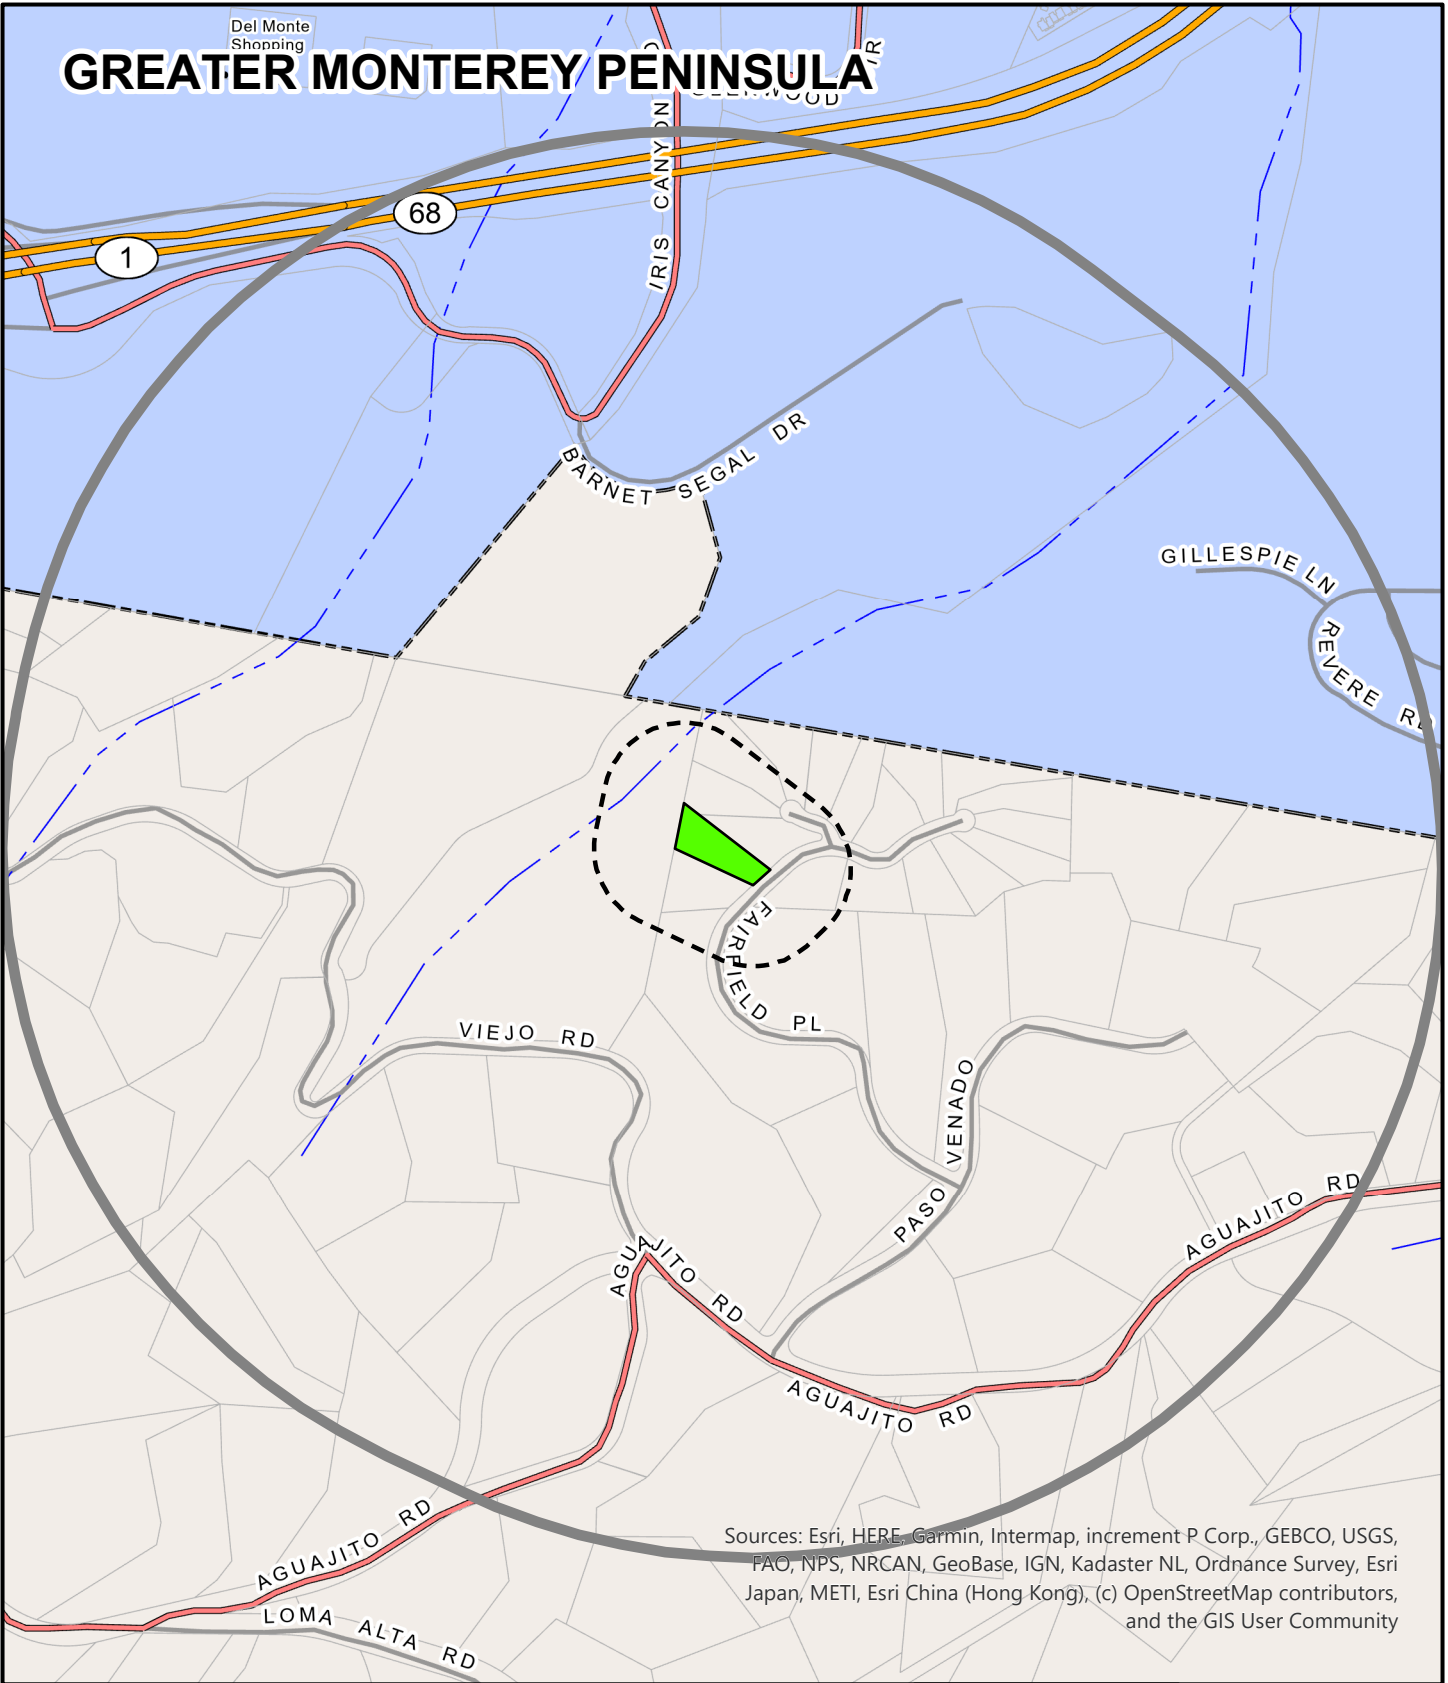 Del Monte
Shopping
GREATER MONTEREY PENINSULA
IRIS CANYON
68
1
BARNET SEGAL DR
GILLESPIE LN
REVERE RD
FAIRFIELD PL
VIEJO RD
PASO VENADO
AGUAJITO RD
AGUAJITO RD
AGUAJITO RD
AGUAJITO RD
LOMA ALTA RD
Sources: Esri, HERE, Garmin, Intermap, increment P Corp., GEBCO, USGS,
FAO, NPS, NRCAN, GeoBase, IGN, Kadaster NL, Ordnance Survey, Esri
Japan, METI, Esri China (Hong Kong), (c) OpenStreetMap contributors,
and the GIS User Community